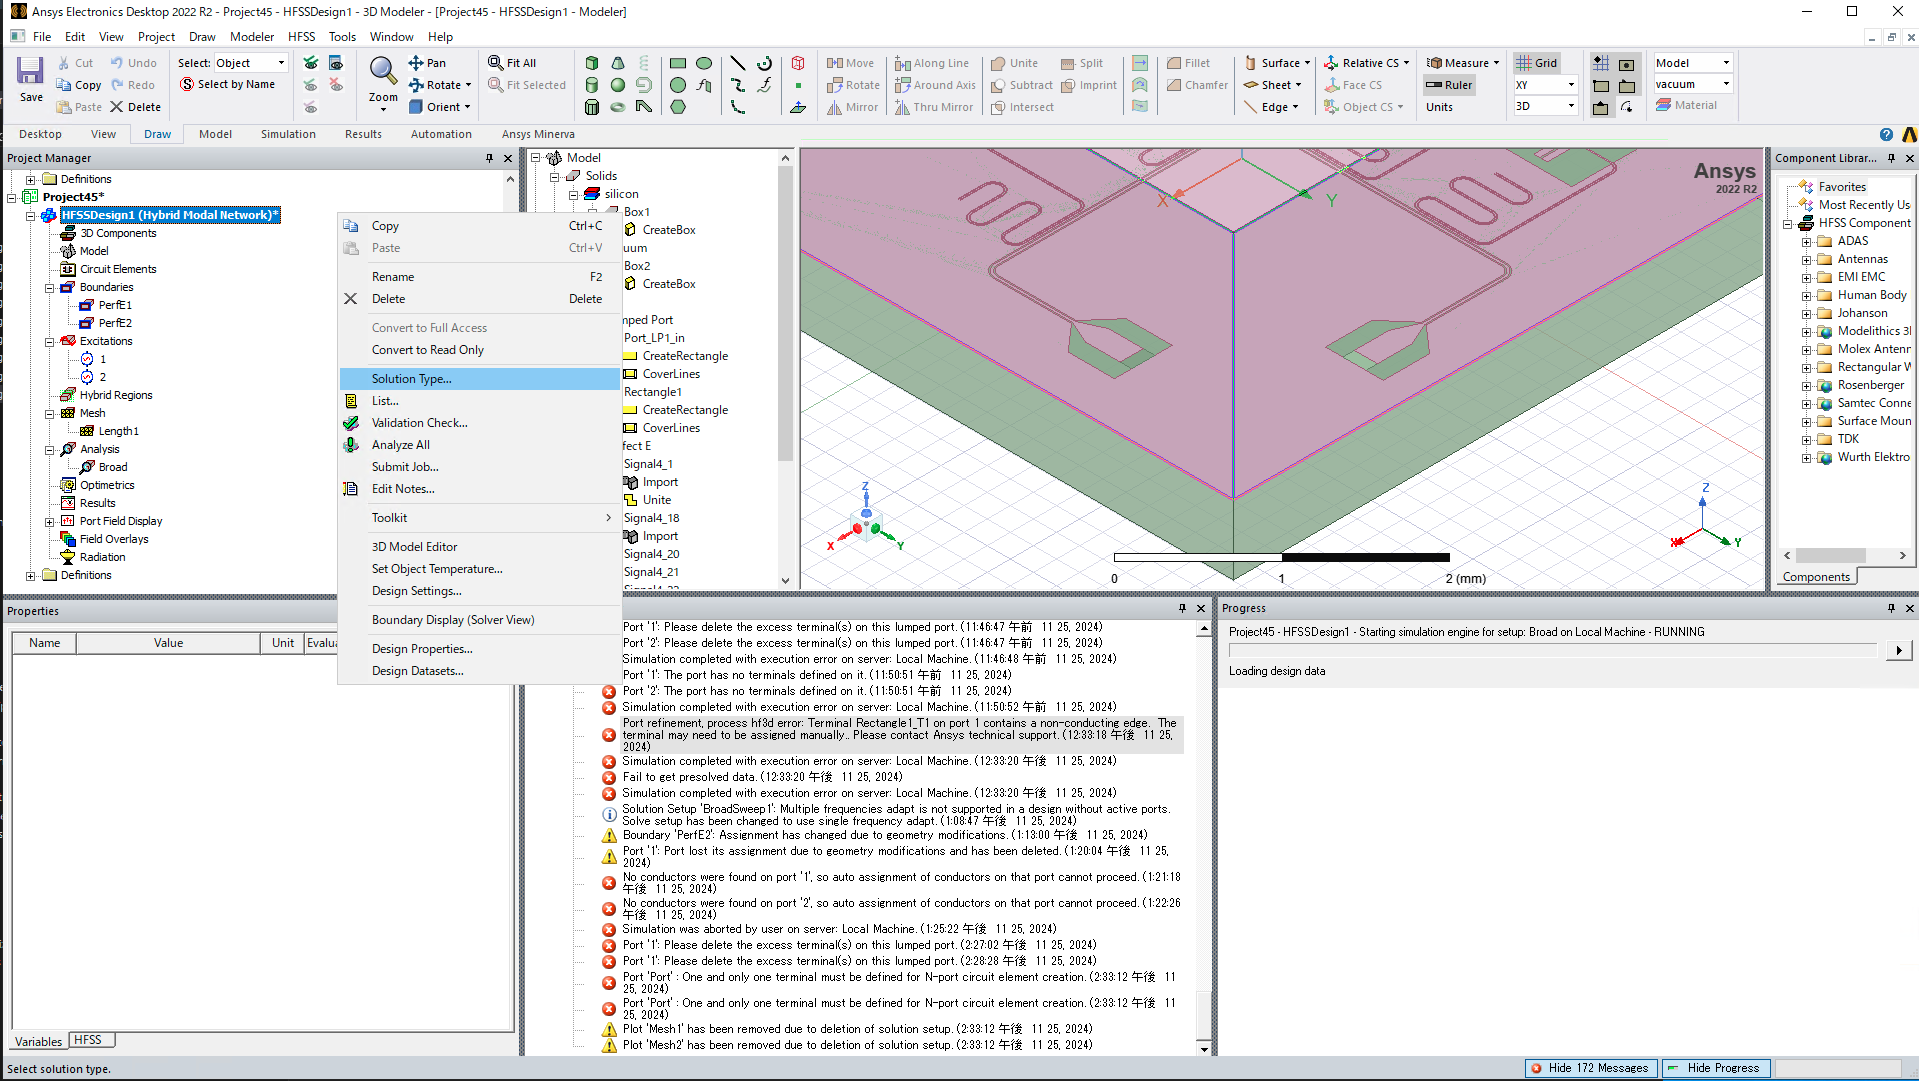 Ansys Electronics Desktop 2022 R2 - Project45 - HFSSDesign1 - 3D Modeler - [Project45 - HFSSDesign1 - Modeler]
File Edit View Project Draw Modeler HFSS Tools Window Help
Save
Cut Undo
Copy Redo
Paste Delete
Select: Object
Select by Name
Zoom
Pan
Rotate
Orient
Fit All
Fit Selected
Move Along Line
Rotate Around Axis
Mirror Thru Mirror
Unite Split
Subtract Imprint
Intersect
Fillet
Chamfer
Surface
Sheet
Edge
Relative CS
Face CS
Object CS
Measure
Ruler
Units
Grid
XY
3D
Model
vacuum
Material
Desktop View Draw Model Simulation Results Automation Ansys Minerva
Project Manager
Definitions
Project45*
HFSSDesign1 (Hybrid Modal Network)*
3D Components
Model
Circuit Elements
Boundaries
PerfE1
PerfE2
Excitations
1
2
Hybrid Regions
Mesh
Length1
Analysis
Broad
Optimetrics
Results
Port Field Display
Field Overlays
Radiation
Definitions
Copy Ctrl+C
Paste Ctrl+V
Rename F2
Delete Delete
Convert to Full Access
Convert to Read Only
Solution Type...
List...
Validation Check...
Analyze All
Submit Job...
Edit Notes...
Toolkit
3D Model Editor
Set Object Temperature...
Design Settings...
Boundary Display (Solver View)
Design Properties...
Design Datasets...
Model
Solids
silicon
Box1
CreateBox
uum
Box2
CreateBox
mped Port
Port_LP1_in
CreateRectangle
CoverLines
Rectangle1
CreateRectangle
CoverLines
fect E
Signal4_1
Import
Unite
Signal4_18
Import
Signal4_20
Signal4_21
Ansys
2022 R2
X
Y
Z
X
Y
0 1 2 (mm)
Z
X
Y
Component Librar...
Favorites
Most Recently Us
HFSS Component
ADAS
Antennas
EMI EMC
Human Body
Johanson
Modelithics 3
Molex Antenn
Rectangular W
Rosenberger
Samtec Conne
Surface Moun
TDK
Wurth Elektro
Components
Properties
Name Value Unit Evalua
Variables HFSS
Port '1': Please delete the excess terminal(s) on this lumped port. (11:46:47 午前 11 25, 2024)
Port '2': Please delete the excess terminal(s) on this lumped port. (11:46:47 午前 11 25, 2024)
Simulation completed with execution error on server: Local Machine. (11:46:48 午前 11 25, 2024)
Port '1': The port has no terminals defined on it. (11:50:51 午前 11 25, 2024)
Port '2': The port has no terminals defined on it. (11:50:51 午前 11 25, 2024)
Simulation completed with execution error on server: Local Machine. (11:50:52 午前 11 25, 2024)
Port refinement, process hf3d error: Terminal Rectangle1_T1 on port 1 contains a non-conducting edge. The
terminal may need to be assigned manually.. Please contact Ansys technical support. (12:33:18 午後 11 25,
2024)
Simulation completed with execution error on server: Local Machine. (12:33:20 午後 11 25, 2024)
Fail to get presolved data. (12:33:20 午後 11 25, 2024)
Simulation completed with execution error on server: Local Machine. (12:33:20 午後 11 25, 2024)
Solution Setup 'BroadSweep1': Multiple frequencies adapt is not supported in a design without active ports.
Solve setup has been changed to use single frequency adapt. (1:08:47 午後 11 25, 2024)
Boundary 'PerfE2': Assignment has changed due to geometry modifications. (1:13:00 午後 11 25, 2024)
Port '1': Port lost its assignment due to geometry modifications and has been deleted. (1:20:04 午後 11 25,
2024)
No conductors were found on port '1', so auto assignment of conductors on that port cannot proceed. (1:21:18
午後 11 25, 2024)
No conductors were found on port '2', so auto assignment of conductors on that port cannot proceed. (1:22:26
午後 11 25, 2024)
Simulation was aborted by user on server: Local Machine. (1:25:22 午後 11 25, 2024)
Port '1': Please delete the excess terminal(s) on this lumped port. (2:27:02 午後 11 25, 2024)
Port '1': Please delete the excess terminal(s) on this lumped port. (2:28:28 午後 11 25, 2024)
Port 'Port' : One and only one terminal must be defined for N-port circuit element creation. (2:33:12 午後 11
25, 2024)
Port 'Port' : One and only one terminal must be defined for N-port circuit element creation. (2:33:12 午後 11
25, 2024)
Plot 'Mesh1' has been removed due to deletion of solution setup. (2:33:12 午後 11 25, 2024)
Plot 'Mesh2' has been removed due to deletion of solution setup. (2:33:12 午後 11 25, 2024)
Progress
Project45 - HFSSDesign1 - Starting simulation engine for setup: Broad on Local Machine - RUNNING
Loading design data
Select solution type.
Hide 172 Messages
Hide Progress